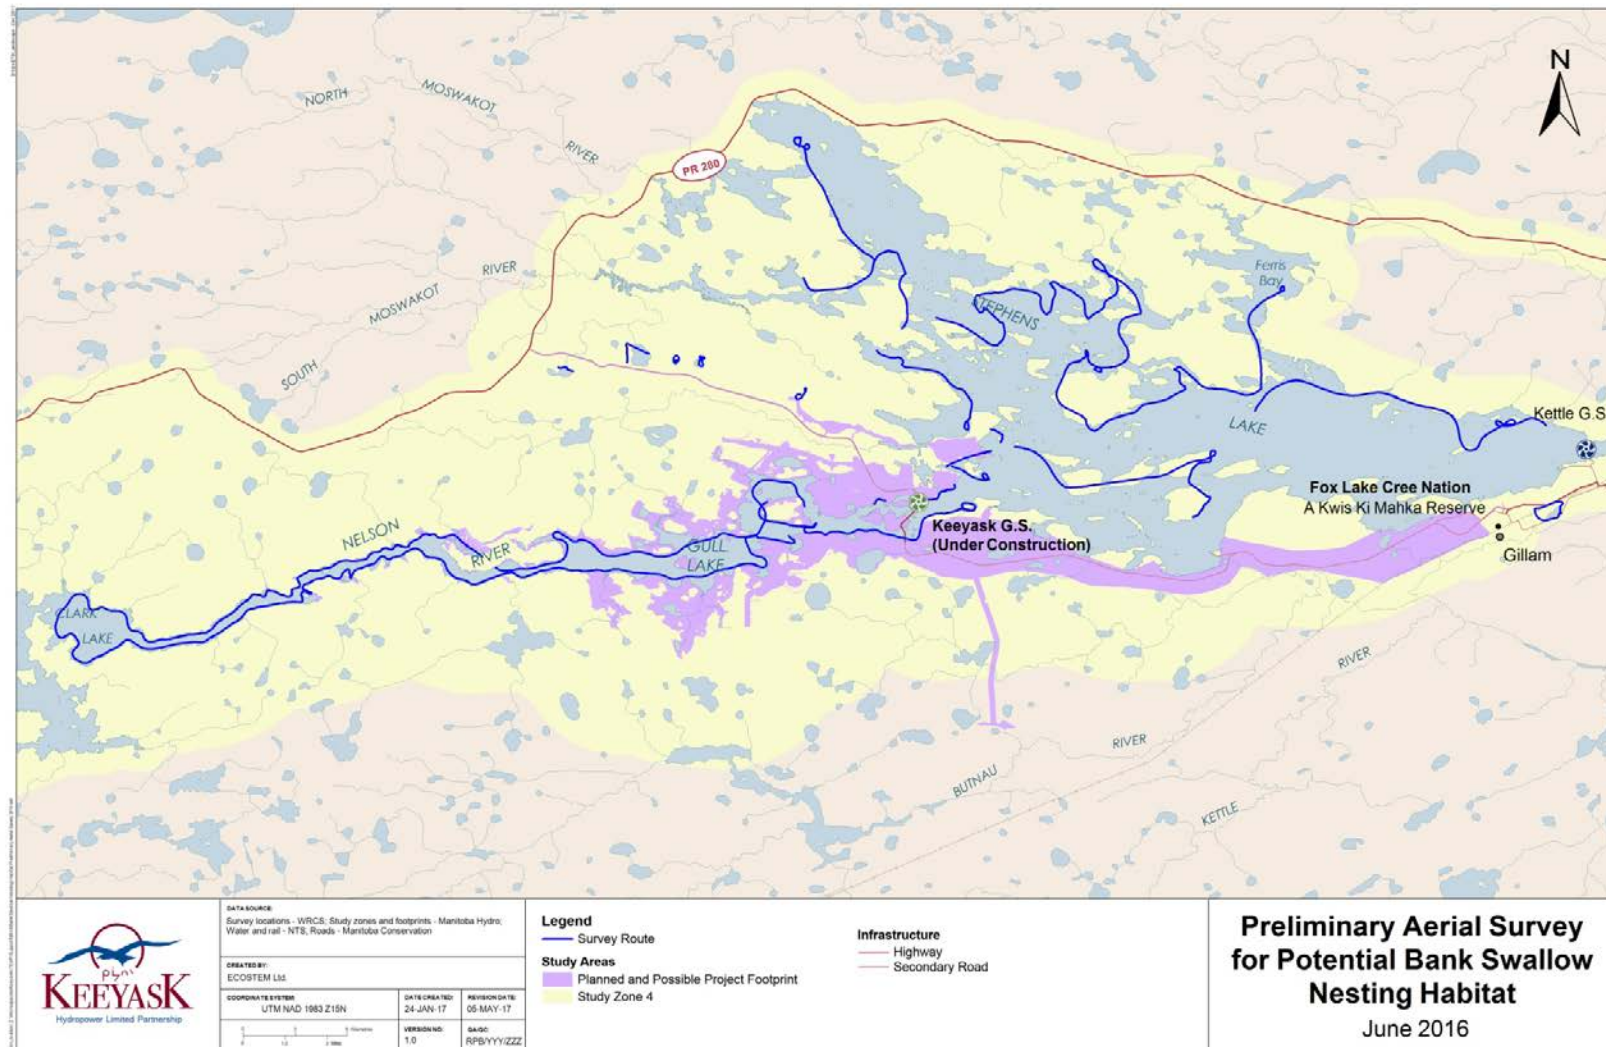 N
NORTH
MOSWAKOT
RIVER
PR 280
RIVER
MOSWAKOT
SOUTH
Ferris
Bay
STEPHENS
LAKE
Kettle G.S
Fox Lake Cree Nation
A Kwis Ki Mahka Reserve
Gillam
Keeyask G.S.
(Under Construction)
NELSON
RIVER
GULL
LAKE
CLARK
LAKE
RIVER
RIVER
BUTNAU
KETTLE
KEEYASK
Hydropower Limited Partnership
DATA SOURCE:
Survey locations - WRCS; Study zones and footprints - Manitoba Hydro;
Water and rail - NTS; Roads - Manitoba Conservation
CREATED BY:
ECOSTEM Ltd.
COORDINATE SYSTEM:
UTM NAD 1983 Z15N
DATE CREATED:
24-JAN-17
REVISION DATE:
05-MAY-17
VERSION NO:
1.0
QA/QC:
RPB/YYY/ZZZ
Legend
Survey Route
Study Areas
Planned and Possible Project Footprint
Study Zone 4
Infrastructure
Highway
Secondary Road
Preliminary Aerial Survey
for Potential Bank Swallow
Nesting Habitat
June 2016